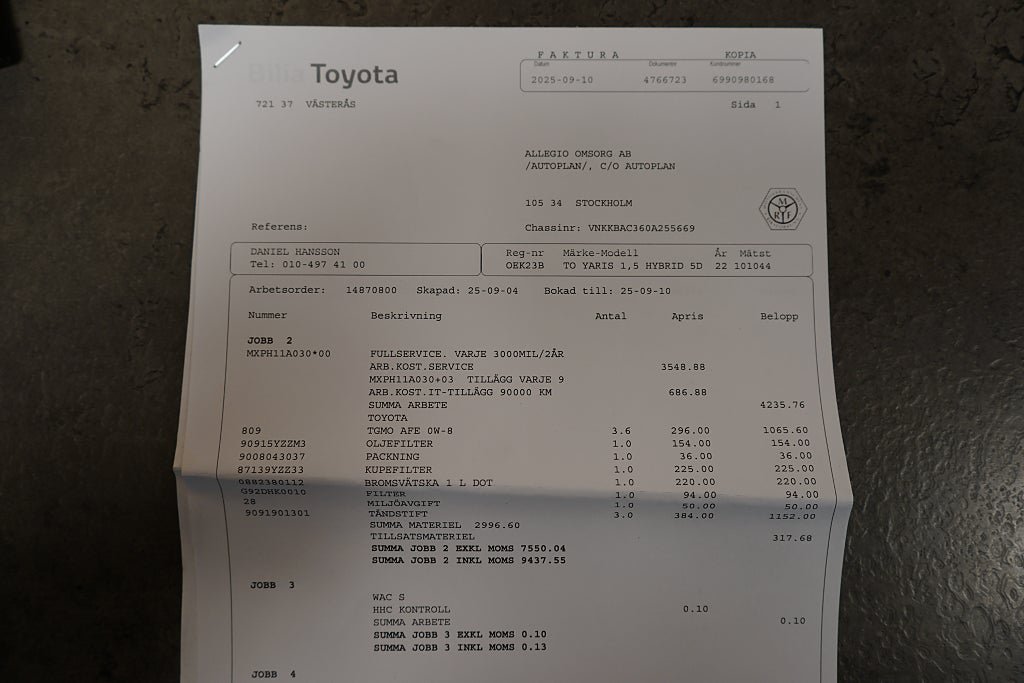 Bilia Toyota
721 37 VÄSTERÅS
FAKTURA KOPIA
Datum Dokumentnr Kundnummer
2025-09-10 4766723 6990980168
Sida 1
ALLEGIO OMSORG AB
/AUTOPLAN/, C/O AUTOPLAN
105 34 STOCKHOLM
MRF
Referens: Chassinr: VNKKBAC360A255669
DANIEL HANSSON
Tel: 010-497 41 00
Reg-nr Märke-Modell År Mätst
OEK23B TO YARIS 1,5 HYBRID 5D 22 101044
Arbetsorder: 14870800 Skapad: 25-09-04 Bokad till: 25-09-10
Nummer Beskrivning Antal Apris Belopp
JOBB 2
MXPH11A030*00 FULLSERVICE. VARJE 3000MIL/2ÅR
ARB.KOST.SERVICE 3548.88
MXPH11A030+03 TILLÄGG VARJE 9
ARB.KOST.IT-TILLÄGG 90000 KM 686.88
SUMMA ARBETE 4235.76
TOYOTA
809 TGMO AFE 0W-8 3.6 296.00 1065.60
90915YZZM3 OLJEFILTER 1.0 154.00 154.00
9008043037 PACKNING 1.0 36.00 36.00
87139YZZ33 KUPEFILTER 1.0 225.00 225.00
0882380112 BROMSVÄTSKA 1 L DOT 1.0 220.00 220.00
G92DHK0010 FILTER 1.0 94.00 94.00
28 MILJÖAVGIFT 1.0 50.00 50.00
9091901301 TÄNDSTIFT 3.0 384.00 1152.00
SUMMA MATERIEL 2996.60
TILLSATSMATERIEL 317.68
SUMMA JOBB 2 EXKL MOMS 7550.04
SUMMA JOBB 2 INKL MOMS 9437.55
JOBB 3
WAC S
HHC KONTROLL 0.10
SUMMA ARBETE 0.10
SUMMA JOBB 3 EXKL MOMS 0.10
SUMMA JOBB 3 INKL MOMS 0.13
JOBB 4